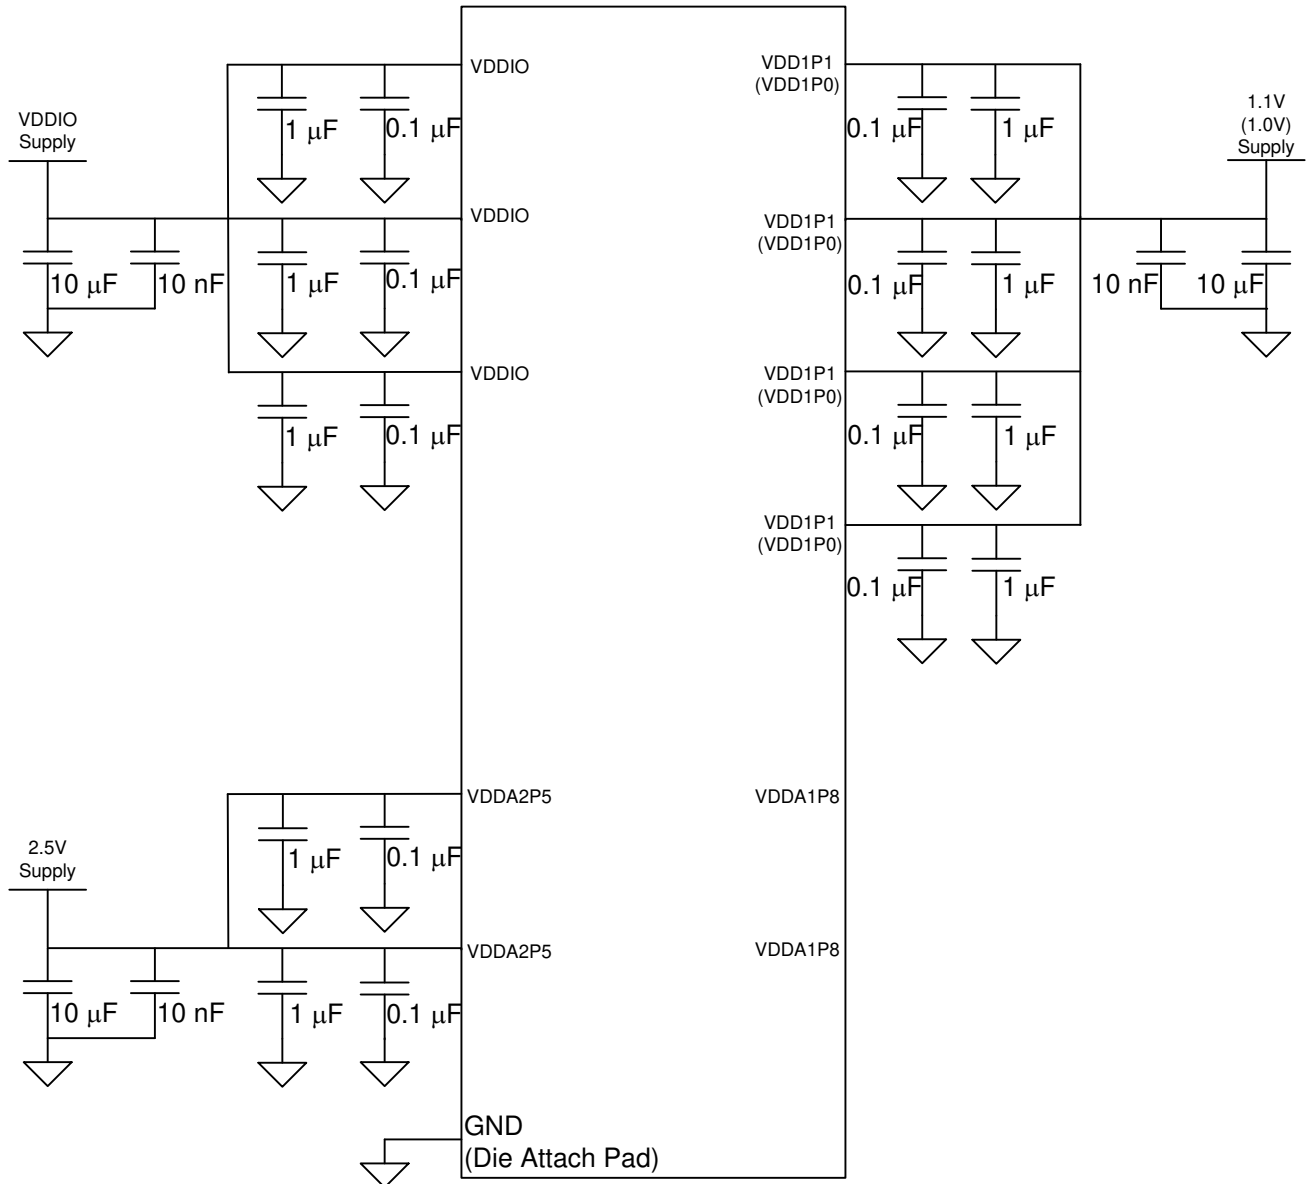 VDDIO
1 μF
0.1 μF
VDDIO
Supply
VDDIO
10 μF
10 nF
1 μF
0.1 μF
VDDIO
1 μF
0.1 μF
VDD1P1
(VDD1P0)
0.1 μF
1 μF
1.1V
(1.0V)
Supply
VDD1P1
(VDD1P0)
0.1 μF
1 μF
10 nF
10 μF
VDD1P1
(VDD1P0)
0.1 μF
1 μF
VDD1P1
(VDD1P0)
0.1 μF
1 μF
VDDA2P5
1 μF
0.1 μF
2.5V
Supply
VDDA2P5
10 μF
10 nF
1 μF
0.1 μF
VDDA1P8
VDDA1P8
GND
(Die Attach Pad)